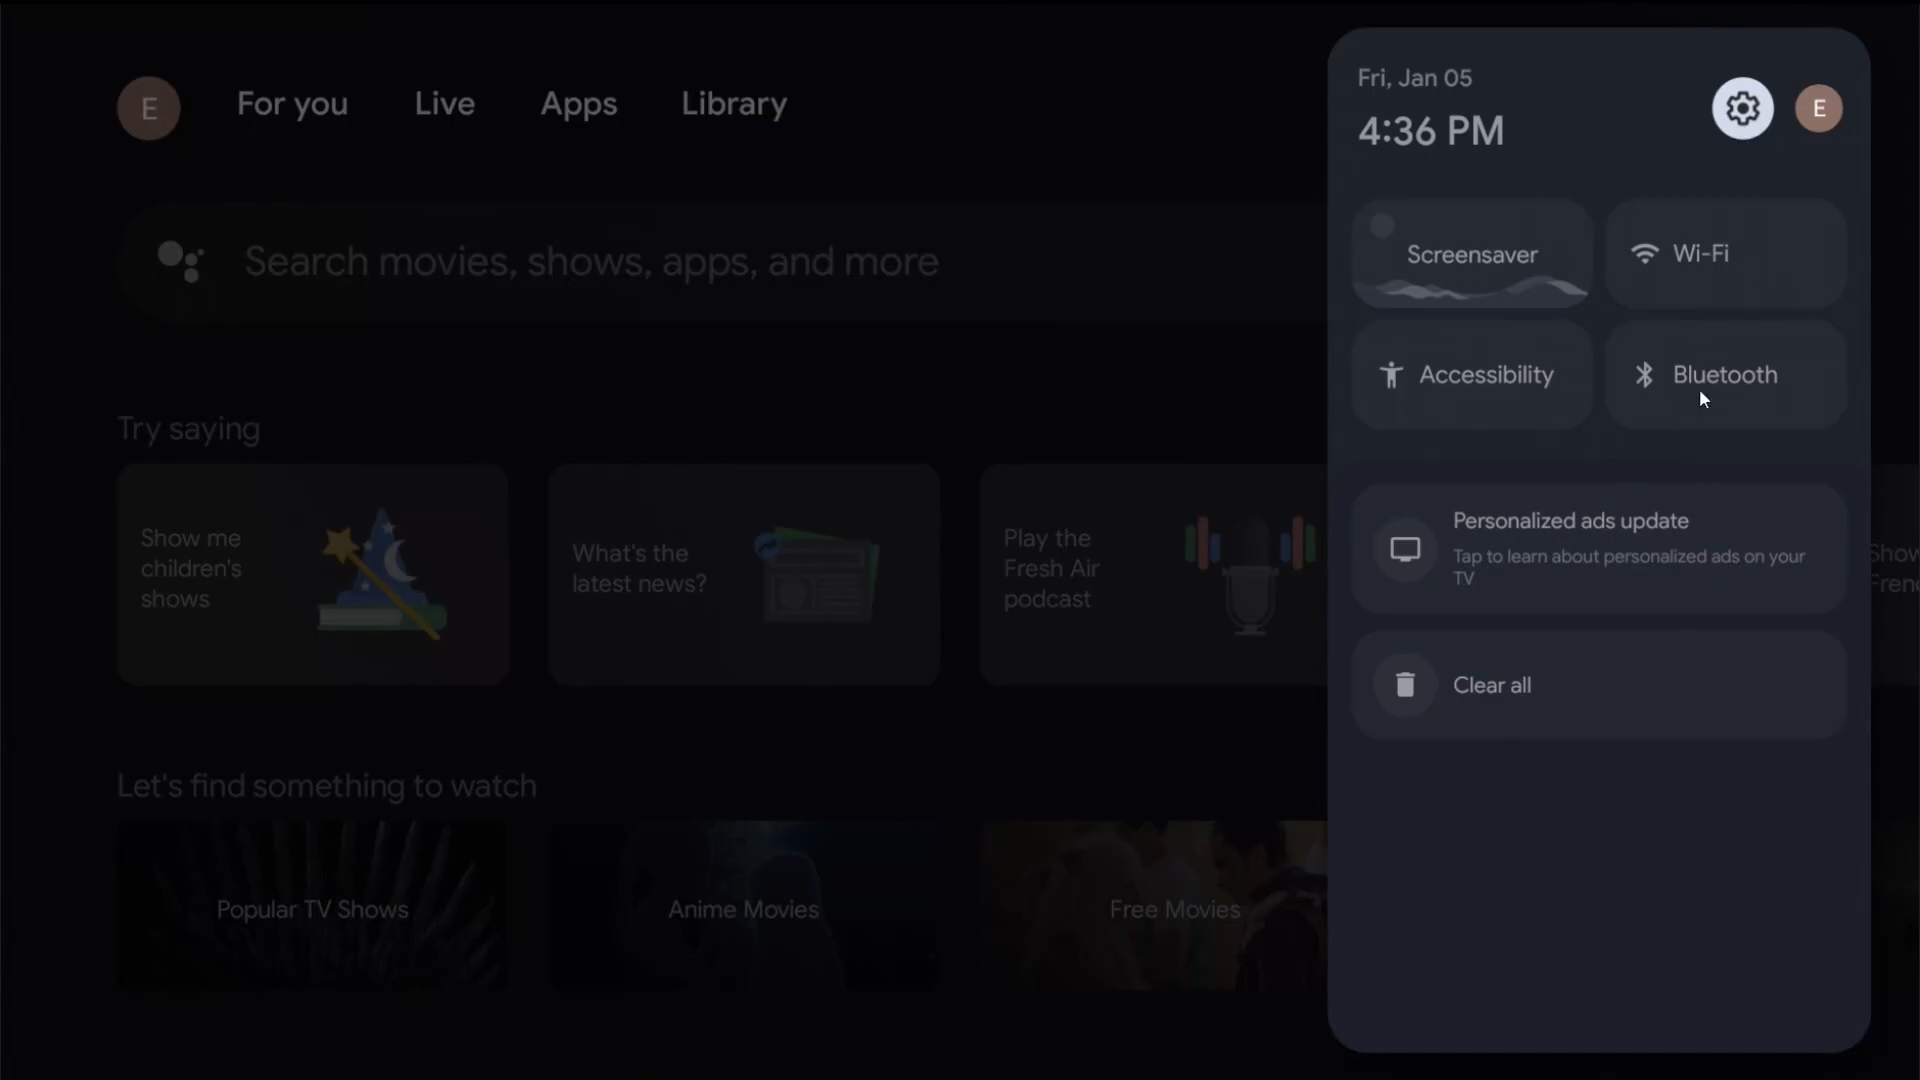 E
For you
Live
Apps
Library
Search movies, shows, apps, and more
Try saying
Show me
children's
shows
What's the
latest news?
Play the
Fresh Air
podcast
Let's find something to watch
Popular TV Shows
Anime Movies
Free Movies
Fri, Jan 05
4:36 PM
E
Screensaver
Wi-Fi
Accessibility
Bluetooth
Personalized ads update
Tap to learn about personalized ads on your
TV
Clear all